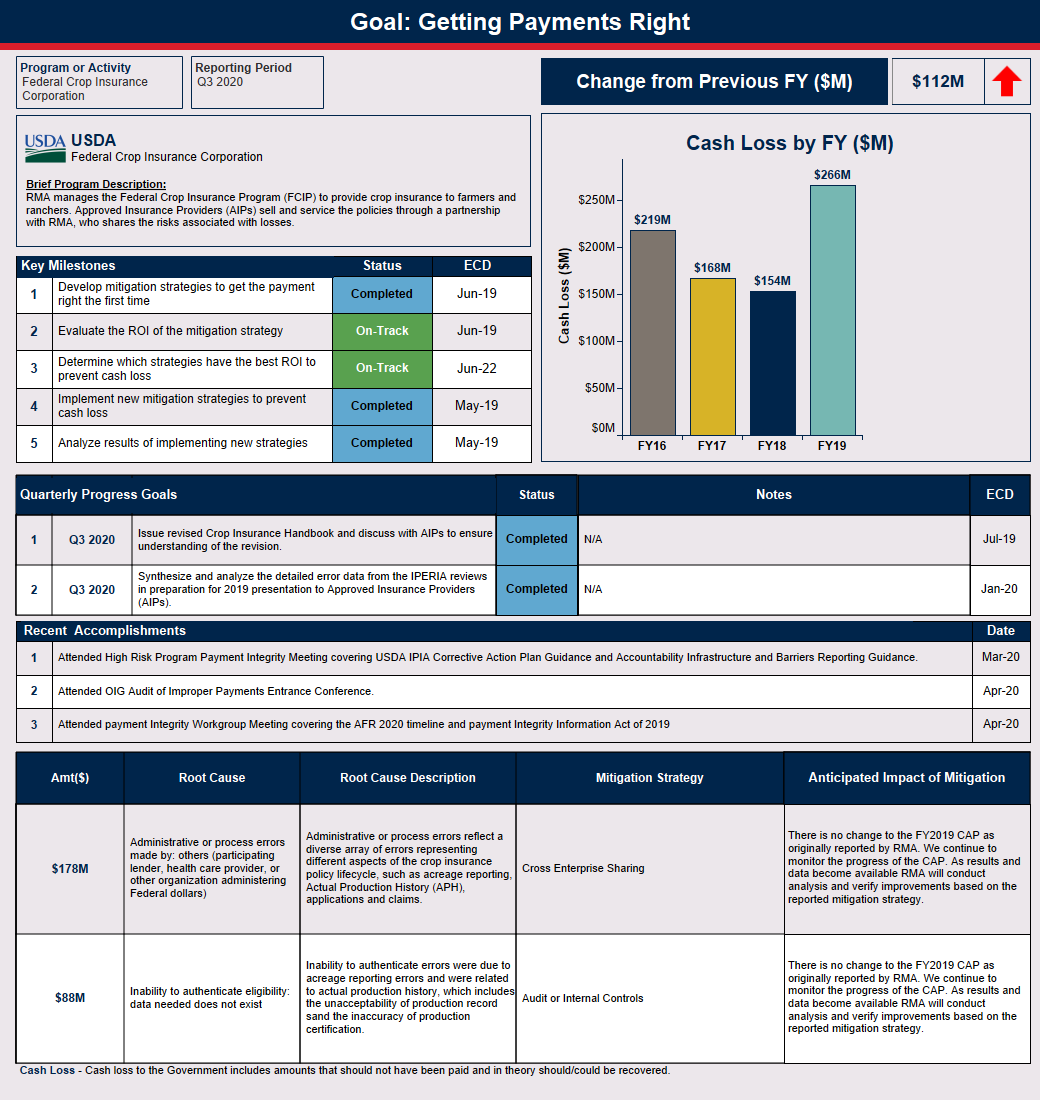 Goal: Getting Payments Right
Program or Activity
Federal Crop Insurance
Corporation
Reporting Period
Q3 2020
Change from Previous FY ($M)
$112M
USDA
USDA
Federal Crop Insurance Corporation
Brief Program Description:
RMA manages the Federal Crop Insurance Program (FCIP) to provide crop insurance to farmers and
ranchers. Approved Insurance Providers (AIPs) sell and service the policies through a partnership
with RMA, who shares the risks associated with losses.
Cash Loss by FY ($M)
Cash Loss ($M)
$250M
$200M
$150M
$100M
$50M
$0M
$219M
$168M
$154M
$266M
FY16
FY17
FY18
FY19
Key Milestones
Status
ECD
1
Develop mitigation strategies to get the payment
right the first time
Completed
Jun-19
2
Evaluate the ROI of the mitigation strategy
On-Track
Jun-19
3
Determine which strategies have the best ROI to
prevent cash loss
On-Track
Jun-22
4
Implement new mitigation strategies to prevent
cash loss
Completed
May-19
5
Analyze results of implementing new strategies
Completed
May-19
Quarterly Progress Goals
Status
Notes
ECD
1
Q3 2020
Issue revised Crop Insurance Handbook and discuss with AIPs to ensure
understanding of the revision.
Completed
N/A
Jul-19
2
Q3 2020
Synthesize and analyze the detailed error data from the IPERIA reviews
in preparation for 2019 presentation to Approved Insurance Providers
(AIPs).
Completed
N/A
Jan-20
Recent Accomplishments
Date
1
Attended High Risk Program Payment Integrity Meeting covering USDA IPIA Corrective Action Plan Guidance and Accountability Infrastructure and Barriers Reporting Guidance.
Mar-20
2
Attended OIG Audit of Improper Payments Entrance Conference.
Apr-20
3
Attended payment Integrity Workgroup Meeting covering the AFR 2020 timeline and payment Integrity Information Act of 2019
Apr-20
Amt($)
Root Cause
Root Cause Description
Mitigation Strategy
Anticipated Impact of Mitigation
$178M
Administrative or process errors
made by: others (participating
lender, health care provider, or
other organization administering
Federal dollars)
Administrative or process errors reflect a
diverse array of errors representing
different aspects of the crop insurance
policy lifecycle, such as acreage reporting,
Actual Production History (APH),
applications and claims.
Cross Enterprise Sharing
There is no change to the FY2019 CAP as
originally reported by RMA. We continue to
monitor the progress of the CAP. As results and
data become available RMA will conduct
analysis and verify improvements based on the
reported mitigation strategy.
$88M
Inability to authenticate eligibility:
data needed does not exist
Inability to authenticate errors were due to
acreage reporting errors and were related
to actual production history, which includes
the unacceptability of production record
sand the inaccuracy of production
certification.
Audit or Internal Controls
There is no change to the FY2019 CAP as
originally reported by RMA. We continue to
monitor the progress of the CAP. As results and
data become available RMA will conduct
analysis and verify improvements based on the
reported mitigation strategy.
Cash Loss - Cash loss to the Government includes amounts that should not have been paid and in theory should/could be recovered.